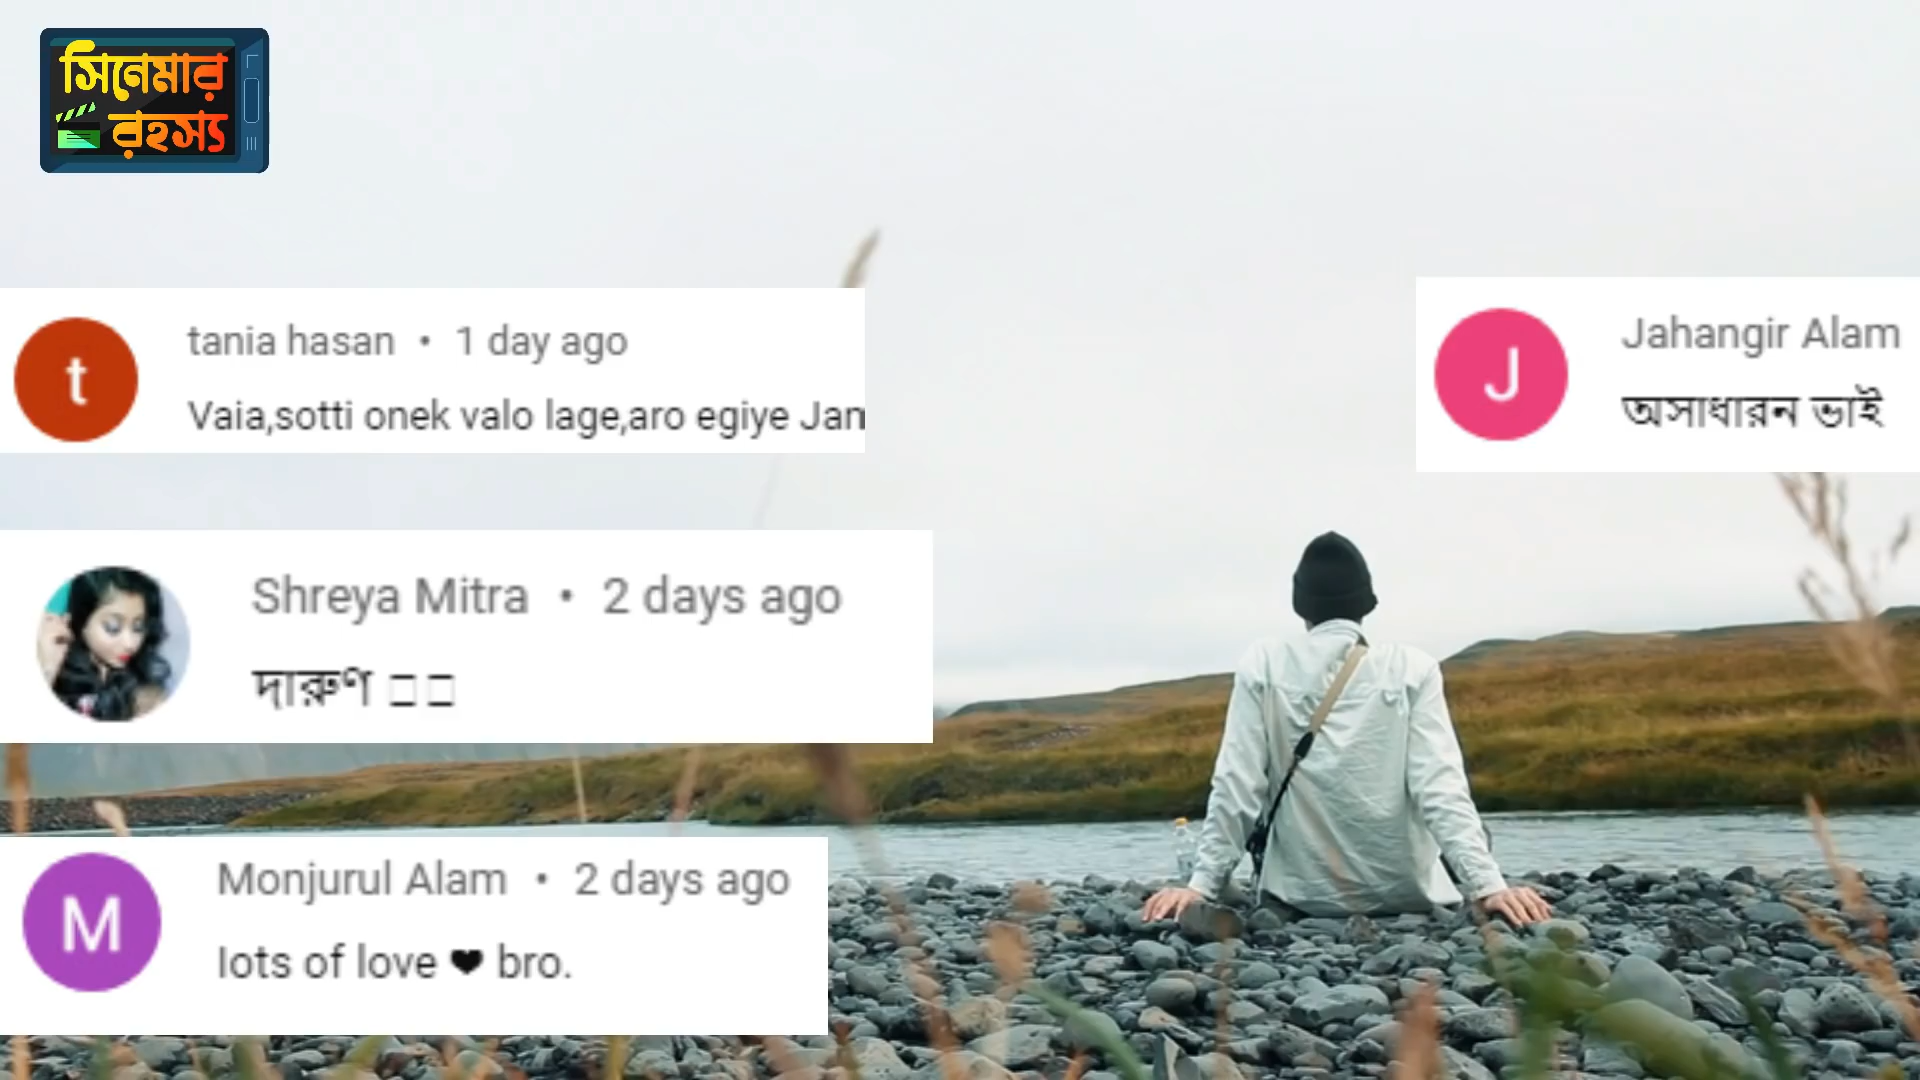 সিনেমার
রহস্য
t
tania hasan • 1 day ago
Vaia,sotti onek valo lage,aro egiye Jan
J
Jahangir Alam
অসাধারন ভাই
Shreya Mitra • 2 days ago
দারুণ □□
M
Monjurul Alam • 2 days ago
lots of love ❤ bro.